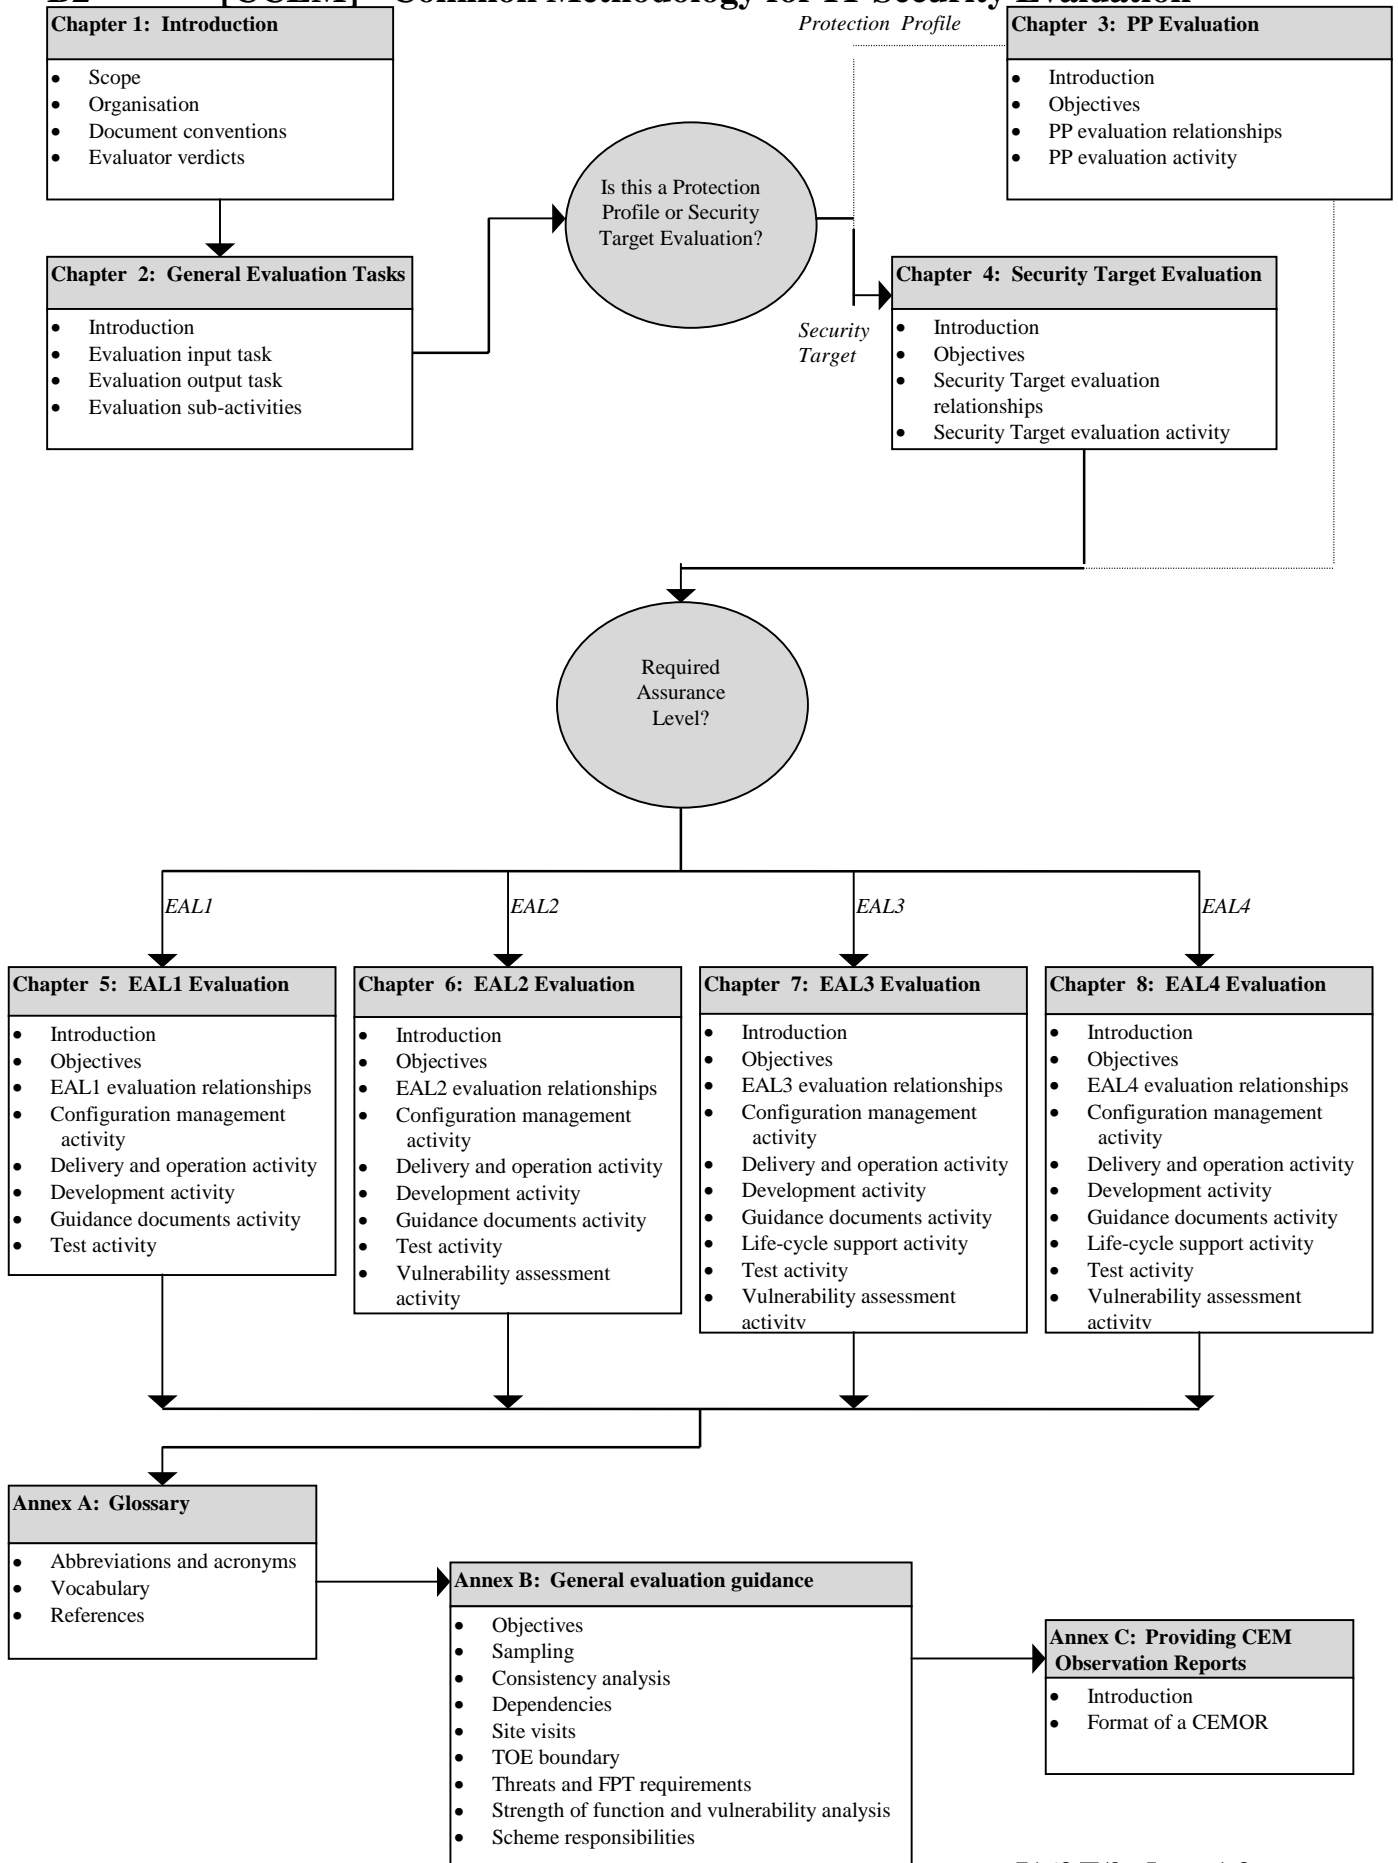 Protection Profile
Chapter 1: Introduction
• Scope
• Organisation
• Document conventions
• Evaluator verdicts
Chapter 3: PP Evaluation
• Introduction
• Objectives
• PP evaluation relationships
• PP evaluation activity
Is this a Protection
Profile or Security
Target Evaluation?
Chapter 2: General Evaluation Tasks
• Introduction
• Evaluation input task
• Evaluation output task
• Evaluation sub-activities
Security
Target
Chapter 4: Security Target Evaluation
• Introduction
• Objectives
• Security Target evaluation
relationships
• Security Target evaluation activity
Required
Assurance
Level?
EAL1
EAL2
EAL3
EAL4
Chapter 5: EAL1 Evaluation
• Introduction
• Objectives
• EAL1 evaluation relationships
• Configuration management
activity
• Delivery and operation activity
• Development activity
• Guidance documents activity
• Test activity
Chapter 6: EAL2 Evaluation
• Introduction
• Objectives
• EAL2 evaluation relationships
• Configuration management
activity
• Delivery and operation activity
• Development activity
• Guidance documents activity
• Test activity
• Vulnerability assessment
activity
Chapter 7: EAL3 Evaluation
• Introduction
• Objectives
• EAL3 evaluation relationships
• Configuration management
activity
• Delivery and operation activity
• Development activity
• Guidance documents activity
• Life-cycle support activity
• Test activity
• Vulnerability assessment
activity
Chapter 8: EAL4 Evaluation
• Introduction
• Objectives
• EAL4 evaluation relationships
• Configuration management
activity
• Delivery and operation activity
• Development activity
• Guidance documents activity
• Life-cycle support activity
• Test activity
• Vulnerability assessment
activity
Annex A: Glossary
• Abbreviations and acronyms
• Vocabulary
• References
Annex B: General evaluation guidance
• Objectives
• Sampling
• Consistency analysis
• Dependencies
• Site visits
• TOE boundary
• Threats and FPT requirements
• Strength of function and vulnerability analysis
• Scheme responsibilities
Annex C: Providing CEM
Observation Reports
• Introduction
• Format of a CEMOR